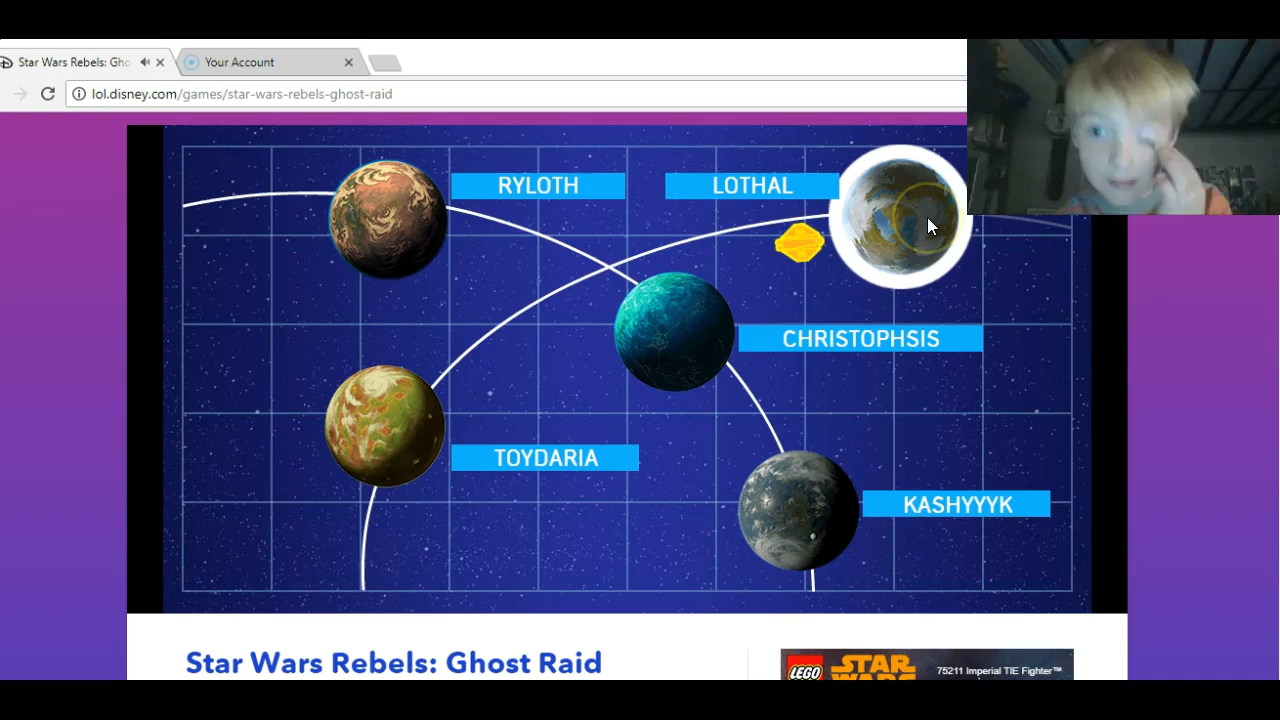 Star Wars Rebels: Gho
Your Account
lol.disney.com/games/star-wars-rebels-ghost-raid
RYLOTH
LOTHAL
CHRISTOPHSIS
TOYDARIA
KASHYYYK
Star Wars Rebels: Ghost Raid
LEGO
STAR
WARS
75211 Imperial TIE Fighter™